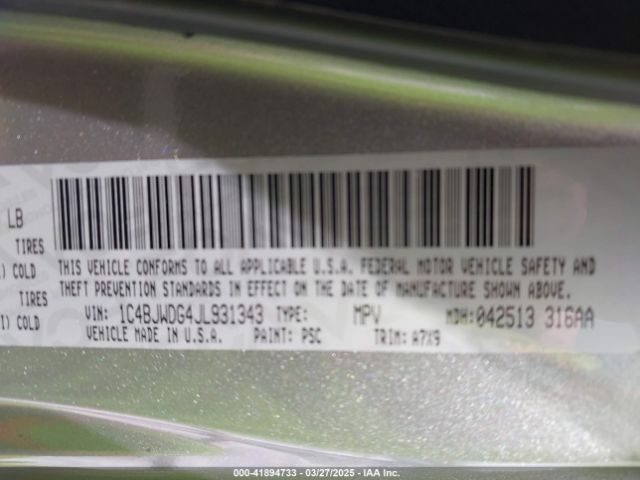 LB
TIRES
) COLD
TIRES
I) COLD
THIS VEHICLE CONFORMS TO ALL APPLICABLE U.S.A. FEDERAL MOTOR VEHICLE SAFETY AND
THEFT PREVENTION STANDARDS IN EFFECT ON THE DATE OF MANUFACTURE SHOWN ABOVE.
VIN: 1C4BJWDG4JL931343 TYPE: MPV MDH: 042513 316AA
VEHICLE MADE IN U.S.A. PAINT: PSC TRIM: A7X9
000-41894733 - 03/27/2025 - IAA Inc.